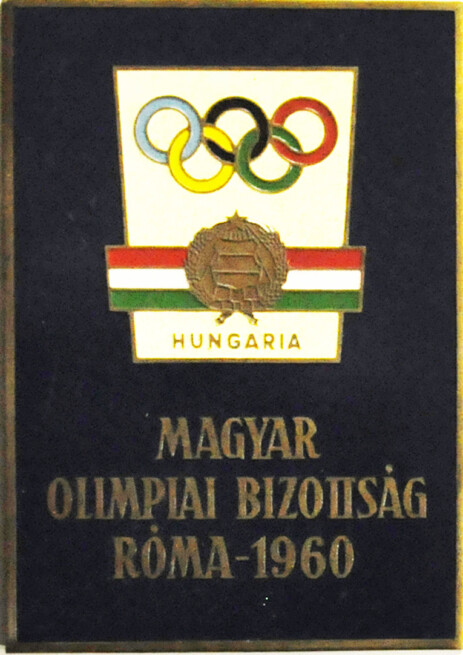 HUNGARIA
MAGYAR
OLIMPIAI BIZOTTSÁG
RÓMA-1960